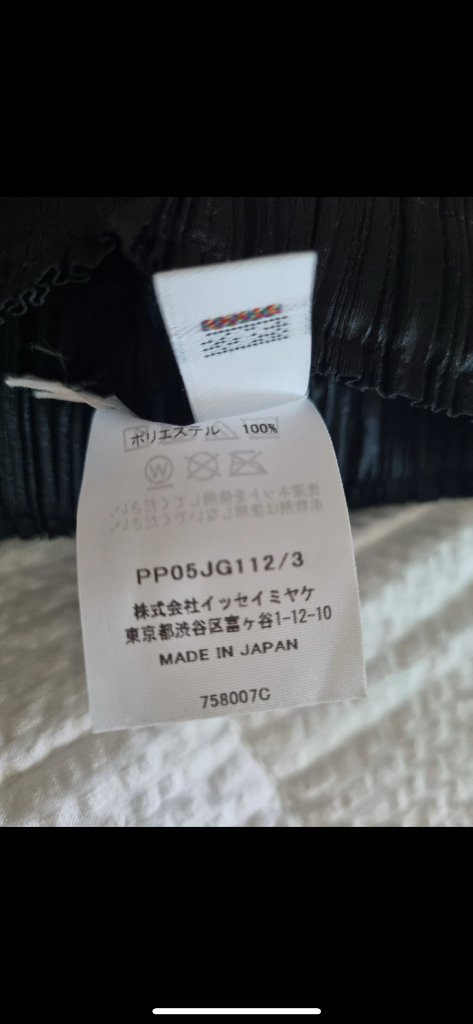 ポリエステル 100%
PP05JG112/3
株式会社イッセイミヤケ
東京都渋谷区富ヶ谷1-12-10
MADE IN JAPAN
758007C